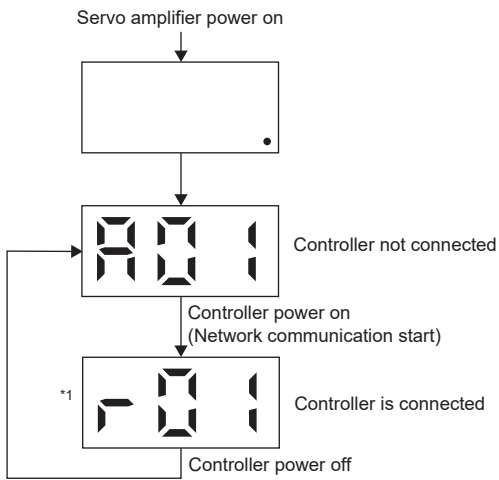 Servo amplifier power on
A01
Controller not connected
Controller power on
(Network communication start)
*1
r01
Controller is connected
Controller power off